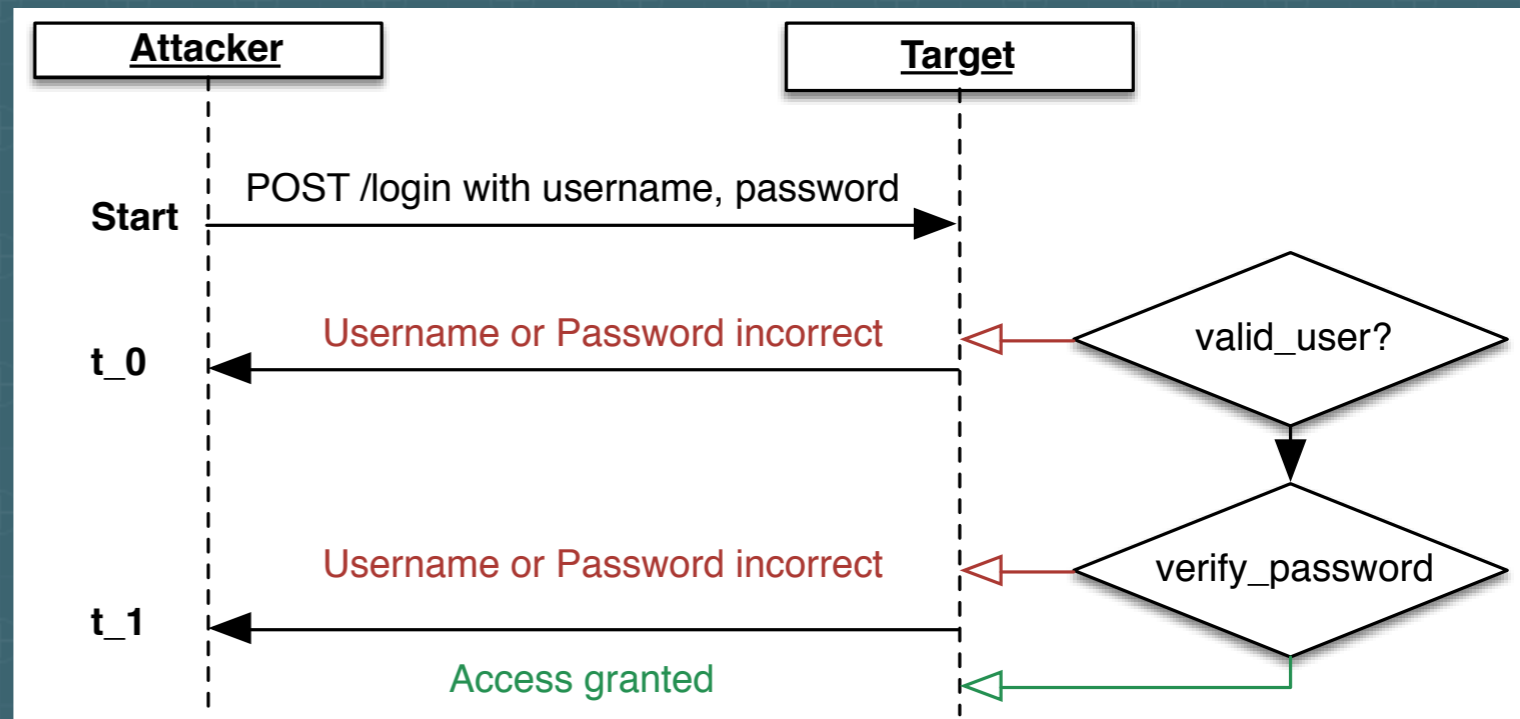 Attacker
Target
POST /login with username, password
Start
Username or Password incorrect
valid_user?
t_0
Username or Password incorrect
verify_password
t_1
Access granted